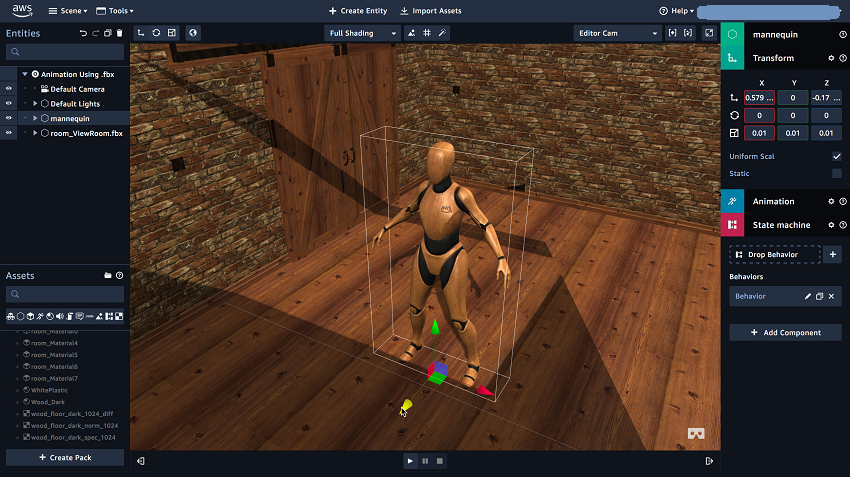 aws
Scene
Tools
Create Entity
Import Assets
Help
Entities
Full Shading
Editor Cam
mannequin
Transform
Animation Using .fbx
Default Camera
Default Lights
mannequin
room_ViewRoom.fbx
X Y Z
0.579 ... 0 -0.17 ...
0 0 0
0.01 0.01 0.01
Uniform Scal
Static
Animation
State machine
Drop Behavior
Behaviors
Behavior
Add Component
aws
Assets
room_Material4
room_Material5
room_Material6
room_Material7
WhitePlastic
Wood_Dark
wood_floor_dark_1024_diff
wood_floor_dark_norm_1024
wood_floor_dark_spec_1024
Create Pack